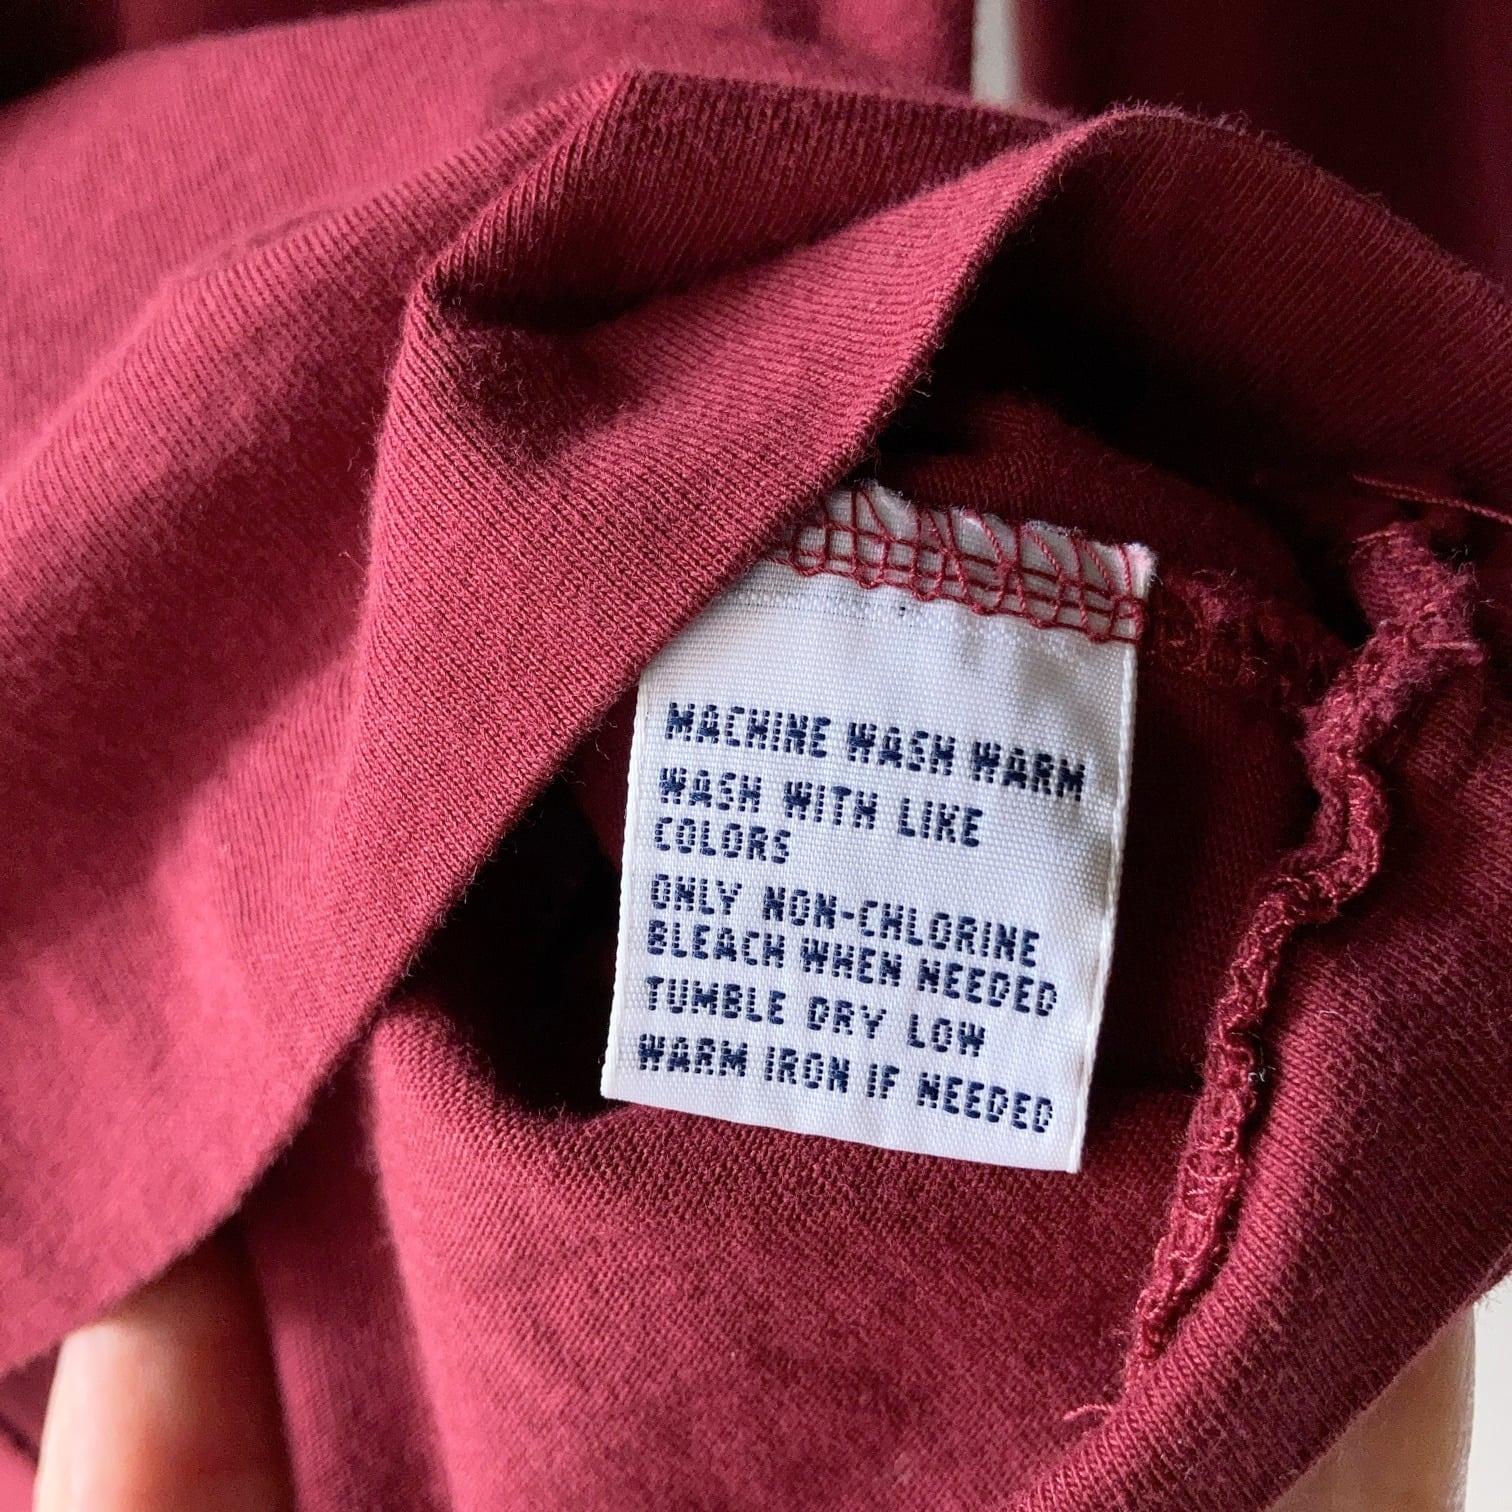 MACHINE WASH WARM
WASH WITH LIKE
COLORS
ONLY NON-CHLORINE
BLEACH WHEN NEEDED
TUMBLE DRY LOW
WARM IRON IF NEEDED